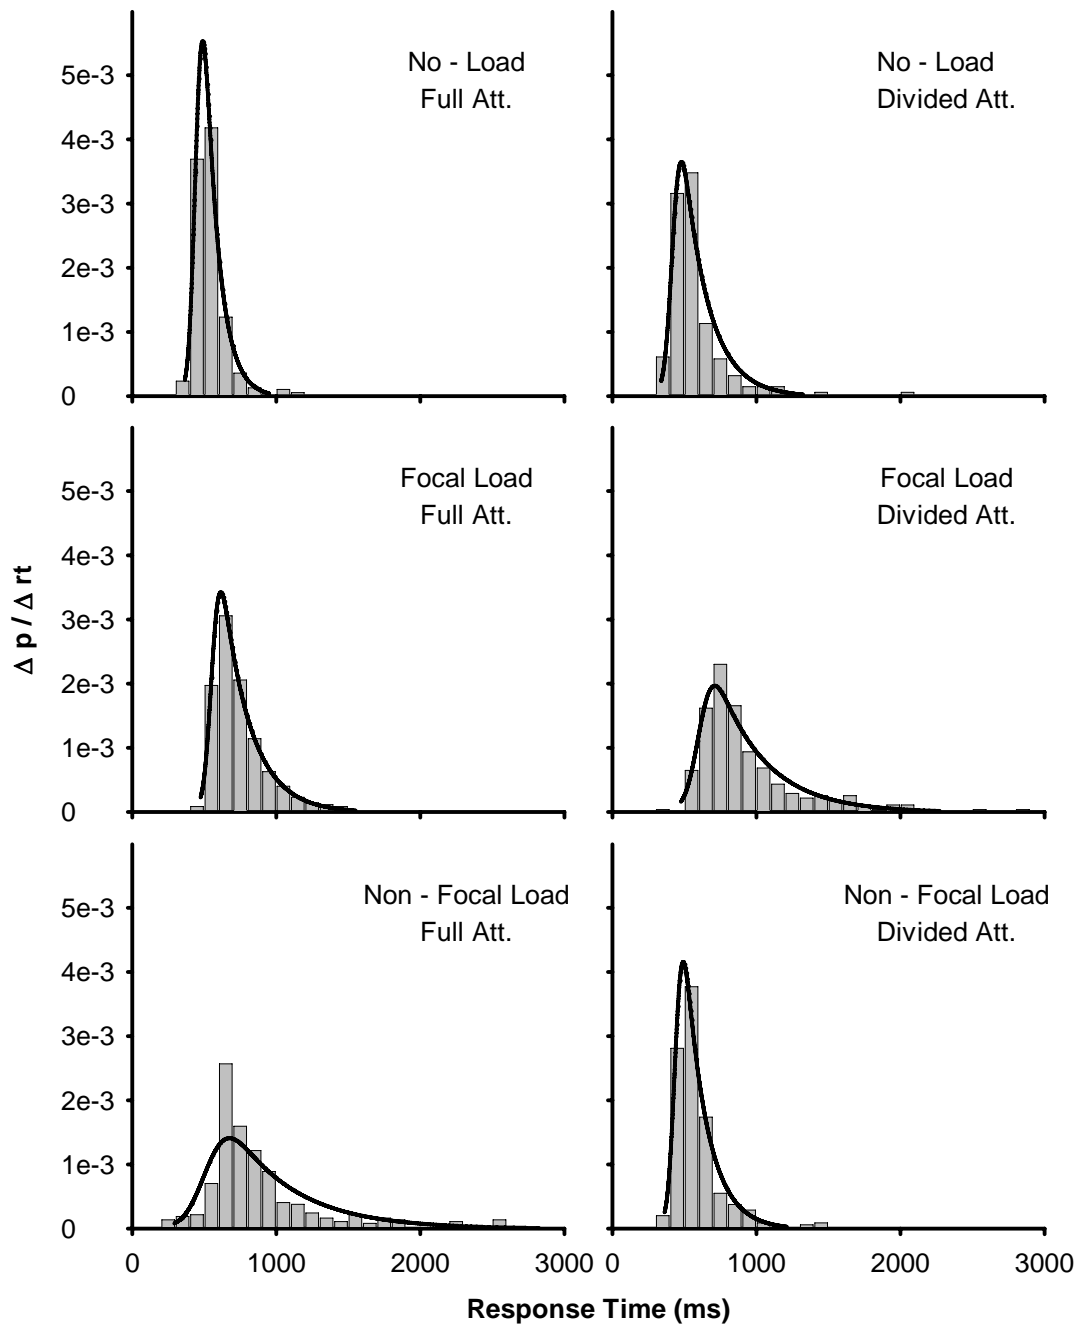 No - Load
Full Att.
No - Load
Divided Att.
5e-3
4e-3
3e-3
2e-3
1e-3
0
Focal Load
Full Att.
Focal Load
Divided Att.
5e-3
4e-3
3e-3
2e-3
1e-3
0
Δ p / Δ rt
Non - Focal Load
Full Att.
Non - Focal Load
Divided Att.
5e-3
4e-3
3e-3
2e-3
1e-3
0
0 1000 2000 3000 0 1000 2000 3000
Response Time (ms)